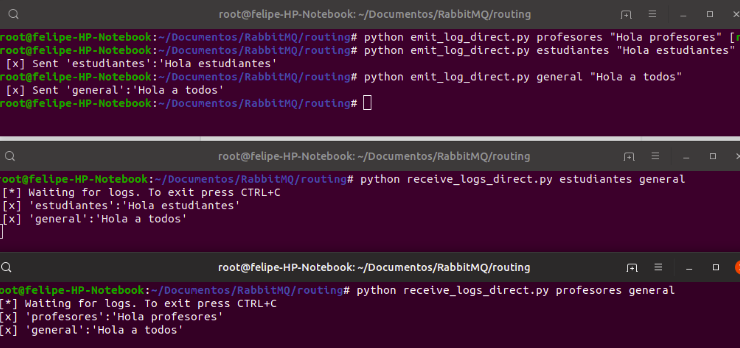 root@felipe-HP-Notebook: ~/Documentos/RabbitMQ/routing
root@felipe-HP-Notebook:~/Documentos/RabbitMQ/routing# python emit_log_direct.py profesores "Hola profesores" [
root@felipe-HP-Notebook:~/Documentos/RabbitMQ/routing# python emit_log_direct.py estudiantes "Hola estudiantes"
[x] Sent 'estudiantes':'Hola estudiantes'
root@felipe-HP-Notebook:~/Documentos/RabbitMQ/routing# python emit_log_direct.py general "Hola a todos"
[x] Sent 'general':'Hola a todos'
root@felipe-HP-Notebook:~/Documentos/RabbitMQ/routing#
root@felipe-HP-Notebook: ~/Documentos/RabbitMQ/routing
root@felipe-HP-Notebook:~/Documentos/RabbitMQ/routing# python receive_logs_direct.py estudiantes general
[*] Waiting for logs. To exit press CTRL+C
[x] 'estudiantes':'Hola estudiantes'
[x] 'general':'Hola a todos'
root@felipe-HP-Notebook: ~/Documentos/RabbitMQ/routing
root@felipe-HP-Notebook:~/Documentos/RabbitMQ/routing# python receive_logs_direct.py profesores general
[*] Waiting for logs. To exit press CTRL+C
[x] 'profesores':'Hola profesores'
[x] 'general':'Hola a todos'